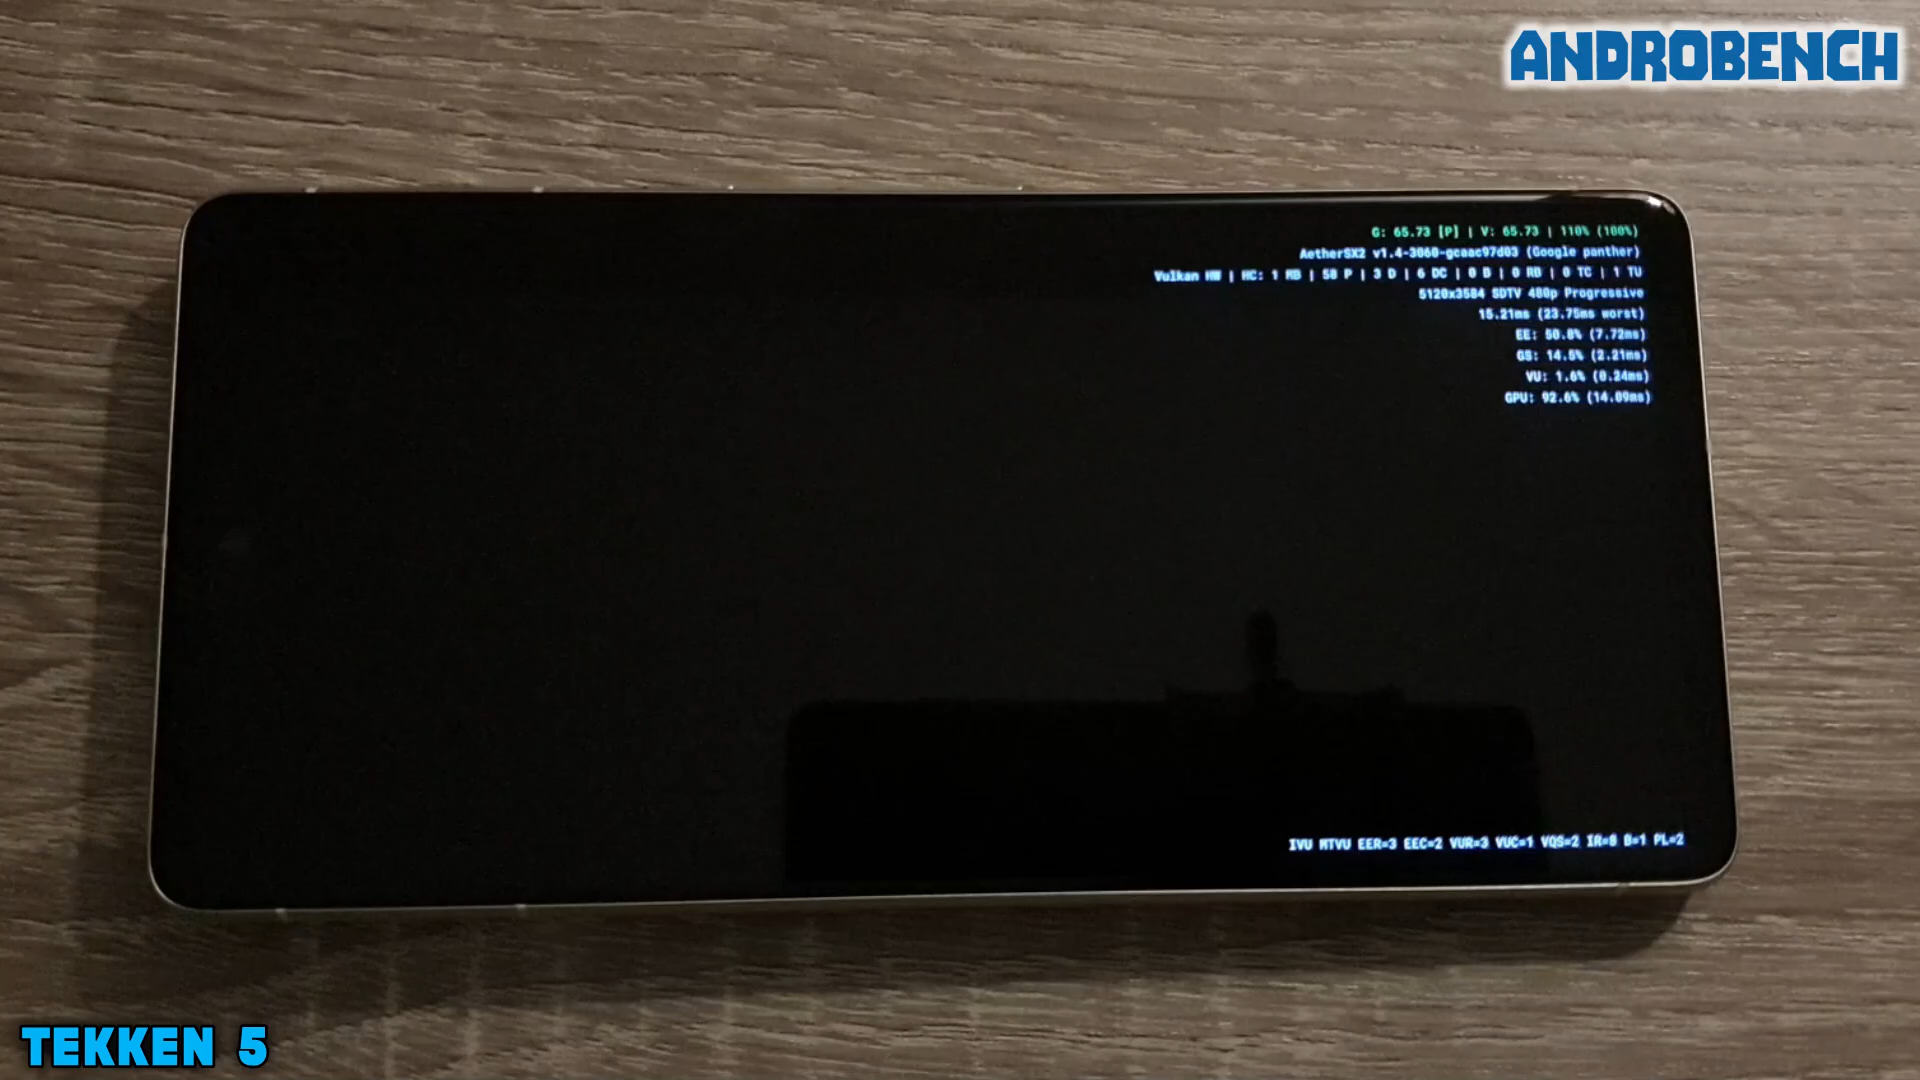 ANDROBENCH
G: 65.73 [P] | V: 65.73 | 110% (100%)
AetherSX2 v1.4-3060-gcaac97d03 (Google panther)
Vulkan HW | HC: 1 MB | 58 P | 3 D | 6 DC | 0 B | 0 RB | 0 TC | 1 TU
5120x3584 SDTV 480p Progressive
15.21ms (23.75ms worst)
EE: 50.8% (7.72ms)
GS: 14.5% (2.21ms)
VU: 1.6% (0.24ms)
GPU: 92.6% (14.09ms)
IVU MTVU EER=3 EEC=2 VUR=3 VUC=1 VQS=2 IR=8 B=1 PL=2
TEKKEN 5